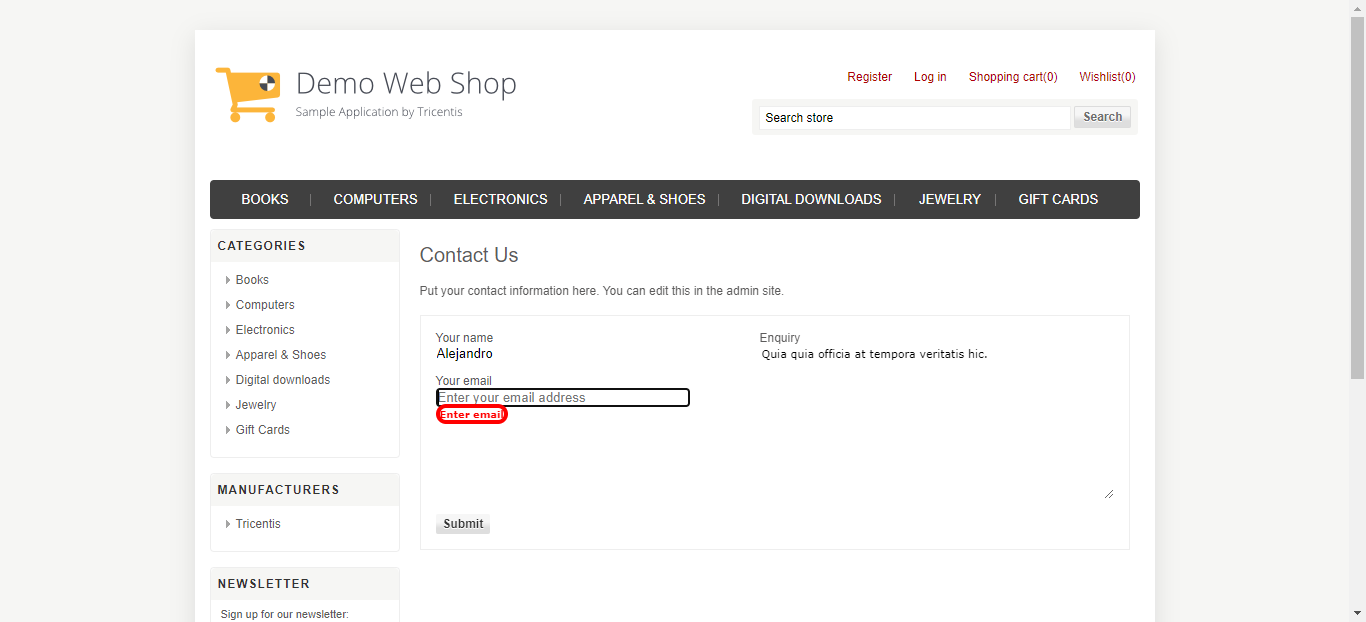 Demo Web Shop
Sample Application by Tricentis
Register Log in Shopping cart(0) Wishlist(0)
Search store Search
BOOKS COMPUTERS ELECTRONICS APPAREL & SHOES DIGITAL DOWNLOADS JEWELRY GIFT CARDS
CATEGORIES
Books
Computers
Electronics
Apparel & Shoes
Digital downloads
Jewelry
Gift Cards
MANUFACTURERS
Tricentis
NEWSLETTER
Sign up for our newsletter:
Contact Us
Put your contact information here. You can edit this in the admin site.
Your name
Alejandro
Your email
Enter your email address
Enter email
Enquiry
Quia quia officia at tempora veritatis hic.
Submit